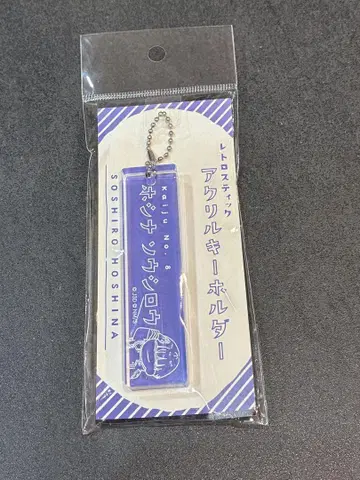 レトロスティック
アクリルキーホルダー
Kaiju No. 8
ホシナ ソウシロウ
SOSHIRO HOSHINA